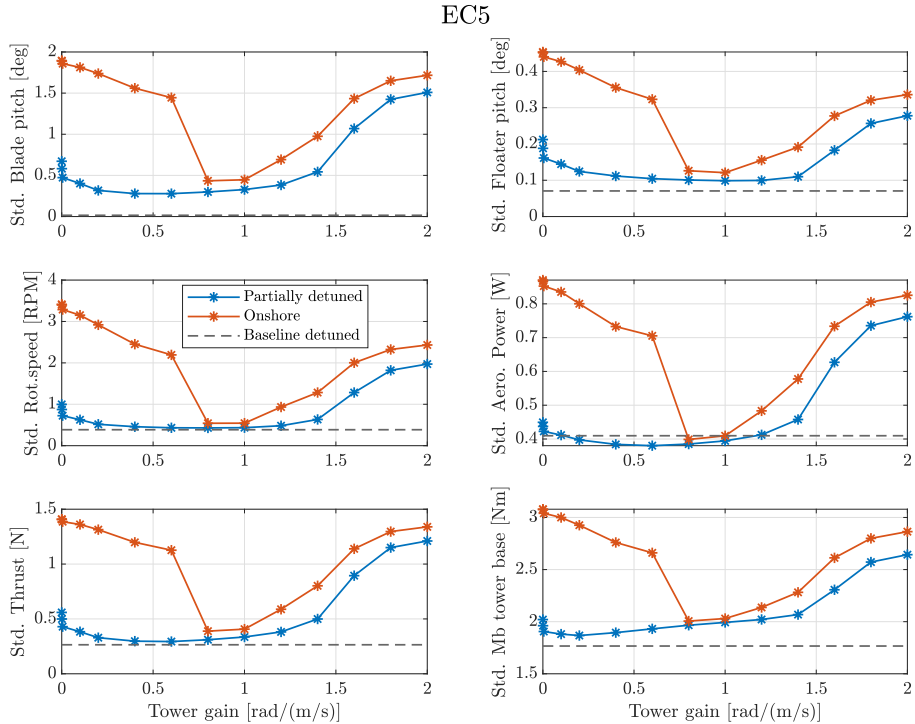 EC5
Std. Blade pitch [deg]
2
1.5
1
0.5
0
0 0.5 1 1.5 2
Std. Floater pitch [deg]
0.4
0.3
0.2
0.1
0
0 0.5 1 1.5 2
Std. Rot.speed [RPM]
4
3
2
1
0
0 0.5 1 1.5 2
Partially detuned
Onshore
Baseline detuned
Std. Aero. Power [W]
0.8
0.7
0.6
0.5
0.4
0 0.5 1 1.5 2
Std. Thrust [N]
1.5
1
0.5
0
0 0.5 1 1.5 2
Tower gain [rad/(m/s)]
Std. Mb tower base [Nm]
3
2.5
2
1.5
0 0.5 1 1.5 2
Tower gain [rad/(m/s)]